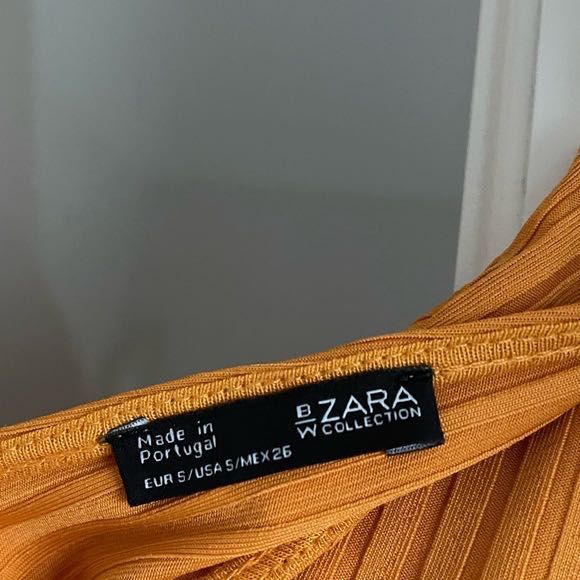 Made in
Portugal
EUR S/USA S/MEX 26
B ZARA
W COLLECTION